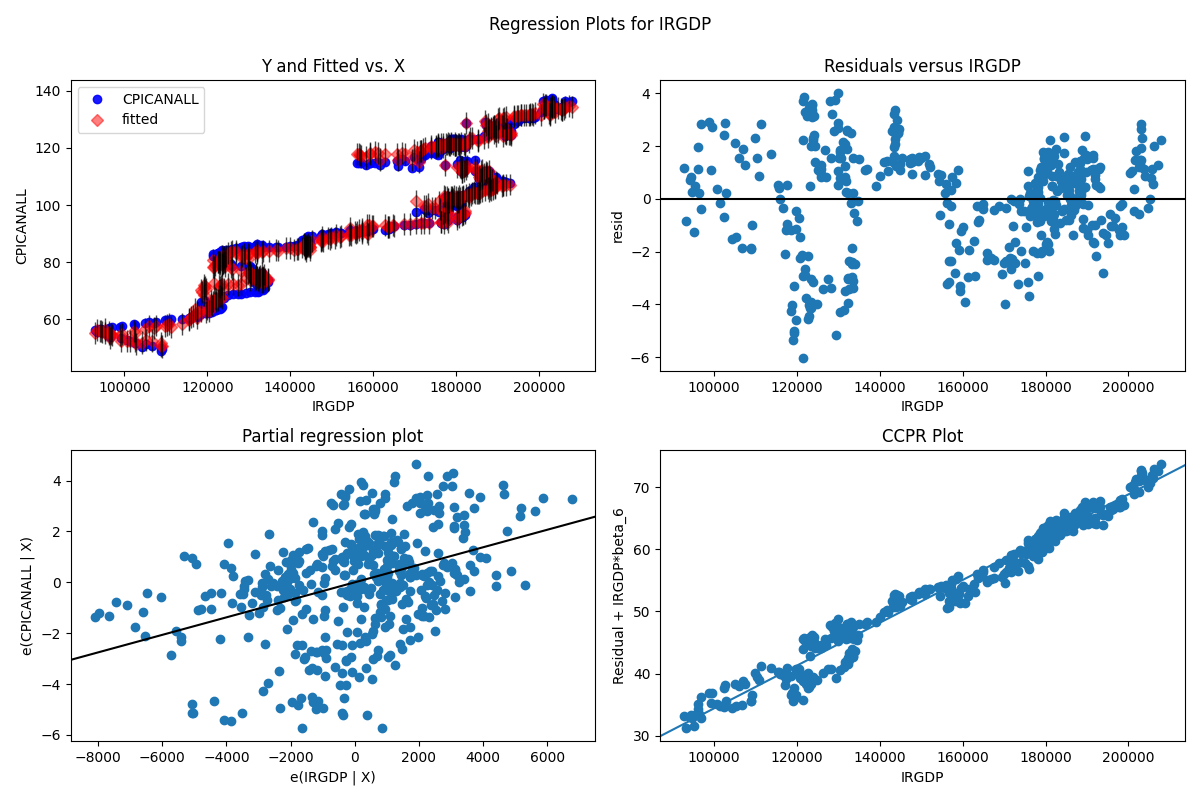 Regression Plots for IRGDP
Y and Fitted vs. X
CPICANALL
140
120
100
80
60
CPICANALL
fitted
100000 120000 140000 160000 180000 200000
IRGDP
Residuals versus IRGDP
resid
4
2
0
−2
−4
−6
100000 120000 140000 160000 180000 200000
IRGDP
Partial regression plot
e(CPICANALL | X)
4
2
0
−2
−4
−6
−8000 −6000 −4000 −2000 0 2000 4000 6000
e(IRGDP | X)
CCPR Plot
Residual + IRGDP*beta_6
70
60
50
40
30
100000 120000 140000 160000 180000 200000
IRGDP